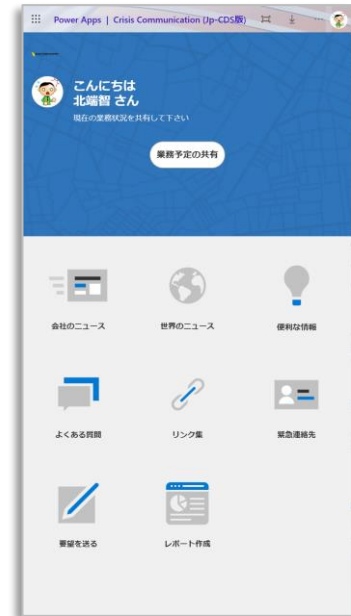 Power Apps | Crisis Communication (Jp-CDS版)
こんにちは
北端智 さん
現在の業務状況を共有して下さい
業務予定の共有
会社のニュース
世界のニュース
便利な情報
よくある質問
リンク集
緊急連絡先
要望を送る
レポート作成